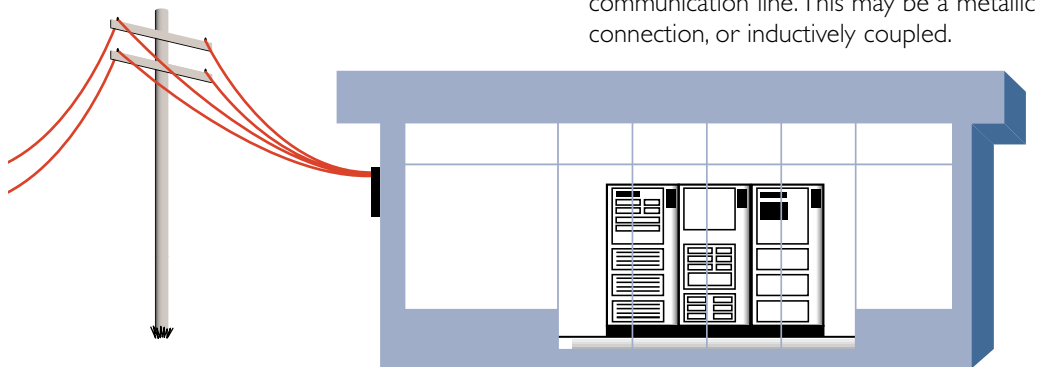 communication line. This may be a metallic
connection, or inductively coupled.